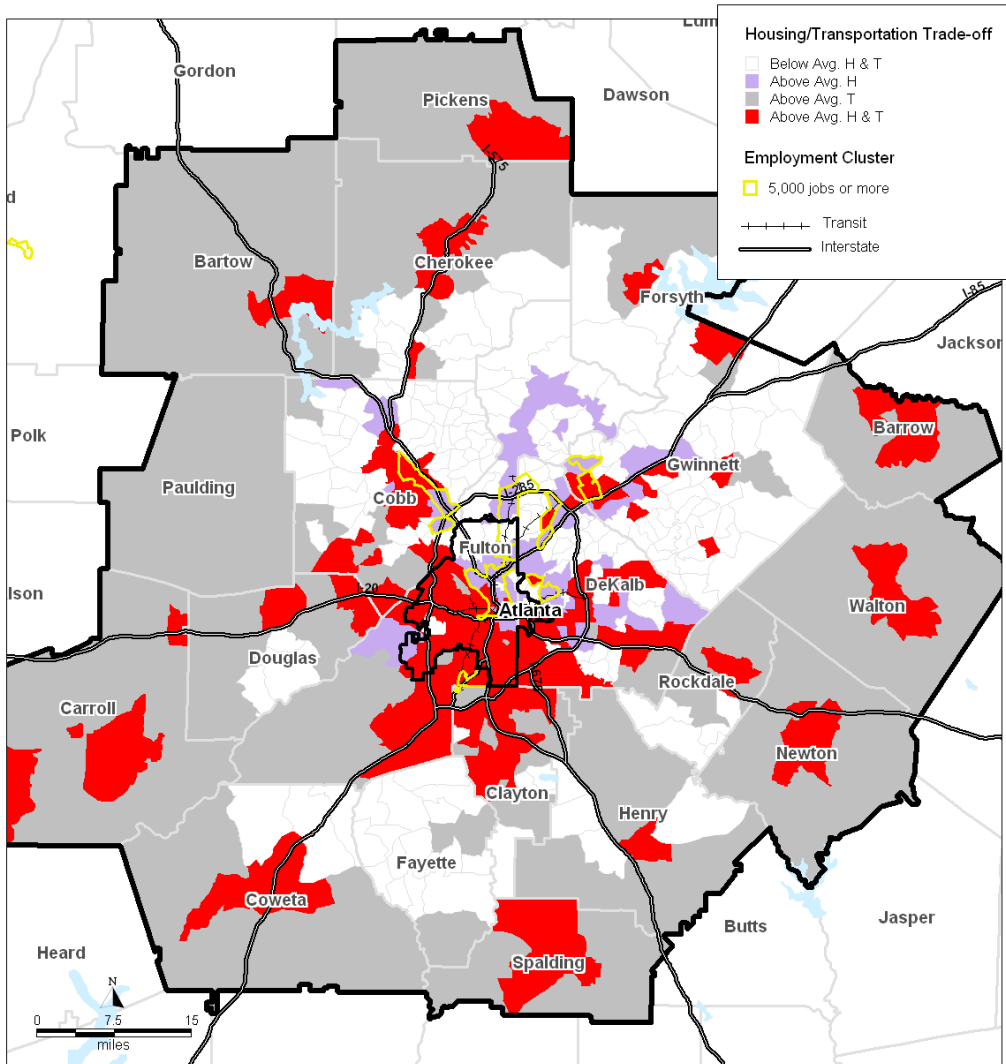 Lum
Housing/Transportation Trade-off
Below Avg. H & T
Above Avg. H
Above Avg. T
Above Avg. H & T
Employment Cluster
5,000 jobs or more
Transit
Interstate
Gordon
Pickens
Dawson
I-575
d
Bartow
Cherokee
Forsyth
I-85
Jackson
Polk
Barrow
Paulding
Cobb
I-285
Gwinnett
Fulton
lson
I-20
DeKalb
Atlanta
Walton
Douglas
Rockdale
Carroll
Newton
Clayton
Henry
Fayette
Coweta
Butts
Jasper
Heard
Spalding
N
0 7.5 15
miles